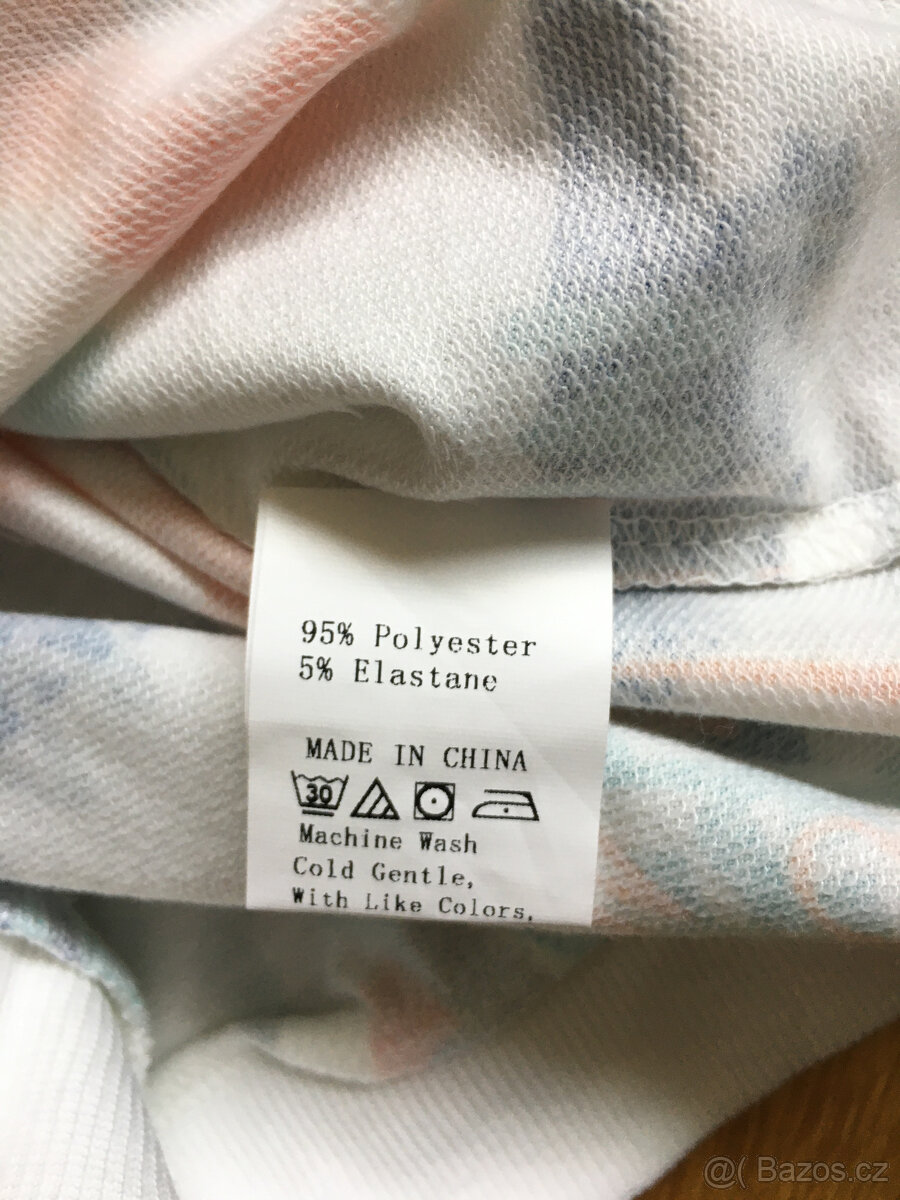 95% Polyester
5% Elastane
MADE IN CHINA
30
Machine Wash
Cold Gentle,
With Like Colors,
@( Bazos.cz